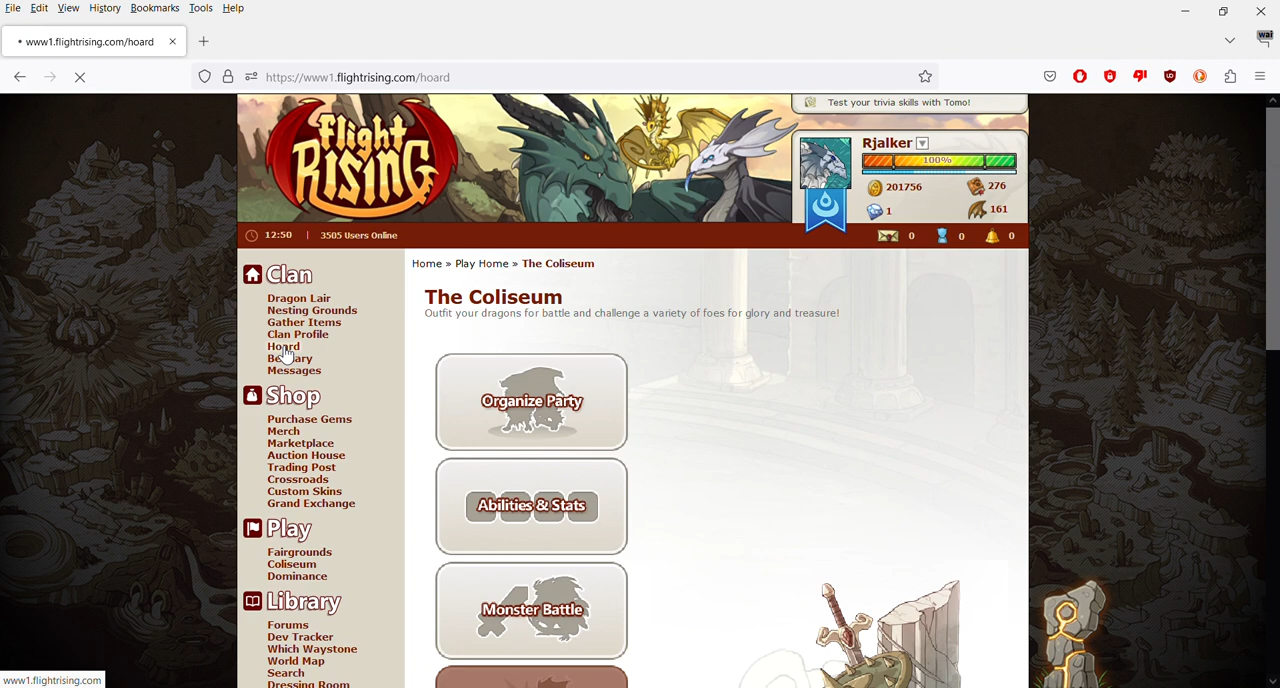 File Edit View History Bookmarks Tools Help
www1.flightrising.com/hoard
wai
https://www1.flightrising.com/hoard
Flight
RISING
Test your trivia skills with Tomo!
Rjalker
100%
201756 276
1 161
12:50 | 3505 Users Online 0 0 0
Clan
Dragon Lair
Nesting Grounds
Gather Items
Clan Profile
Hoard
Bestiary
Messages
Shop
Purchase Gems
Merch
Marketplace
Auction House
Trading Post
Crossroads
Custom Skins
Grand Exchange
Play
Fairgrounds
Coliseum
Dominance
Library
Forums
Dev Tracker
Which Waystone
World Map
Search
Dressing Room
Home » Play Home » The Coliseum
The Coliseum
Outfit your dragons for battle and challenge a variety of foes for glory and treasure!
Organize Party
Abilities & Stats
Monster Battle
www1.flightrising.com